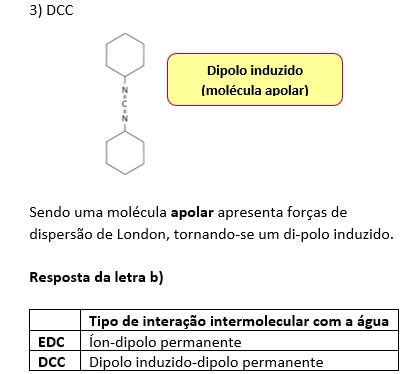 3) DCC
N
C
N
Dipolo induzido
(molécula apolar)
Sendo uma molécula apolar apresenta forças de
dispersão de London, tornando-se um di-polo induzido.
Resposta da letra b)
Tipo de interação intermolecular com a água
EDC Íon-dipolo permanente
DCC Dipolo induzido-dipolo permanente